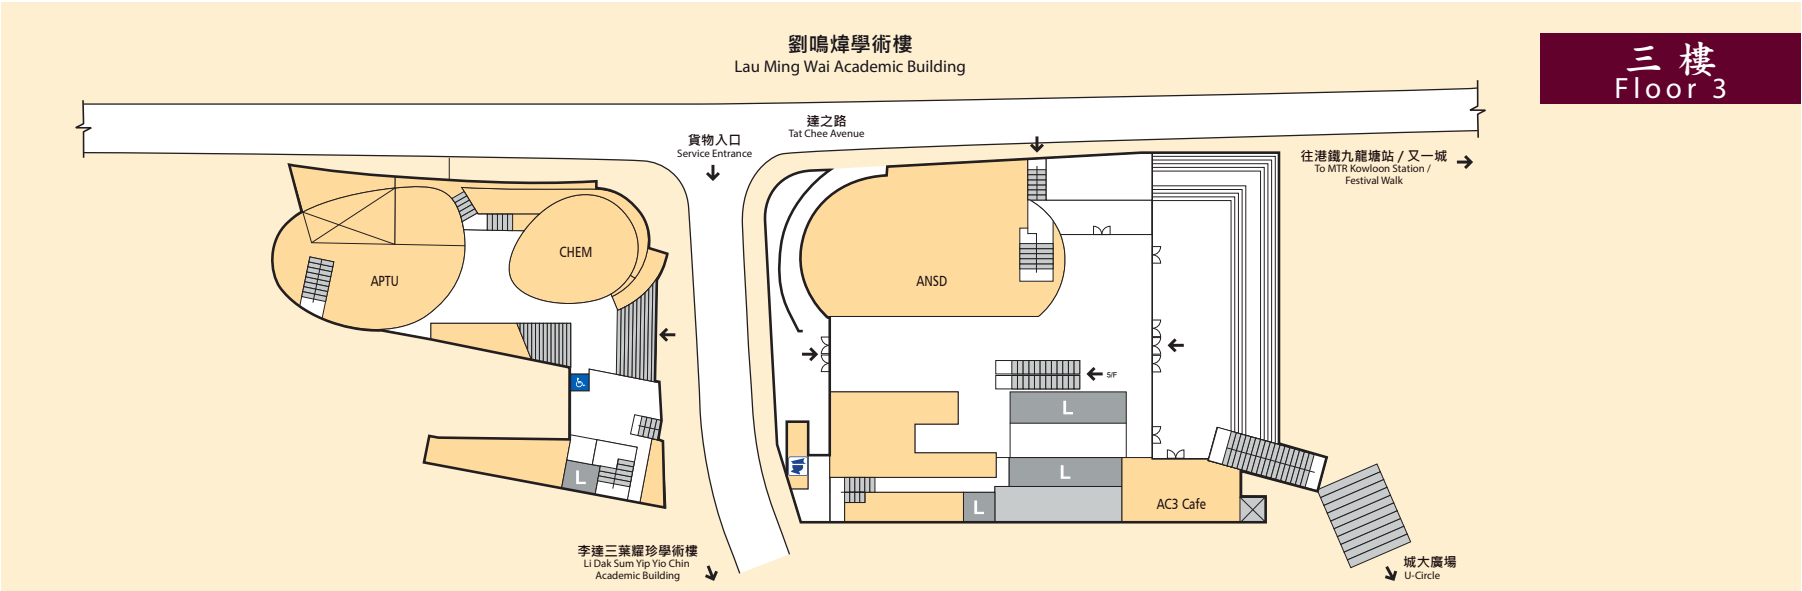 劉鳴煒學術樓
Lau Ming Wai Academic Building
三樓
Floor 3
達之路
Tat Chee Avenue
貨物入口
Service Entrance
往港鐵九龍塘站 / 又一城
To MTR Kowloon Station /
Festival Walk
CHEM
APTU
ANSD
S/F
L
L
L
L
AC3 Cafe
李達三葉耀珍學術樓
Li Dak Sum Yip Yio Chin
Academic Building
城大廣場
U-Circle